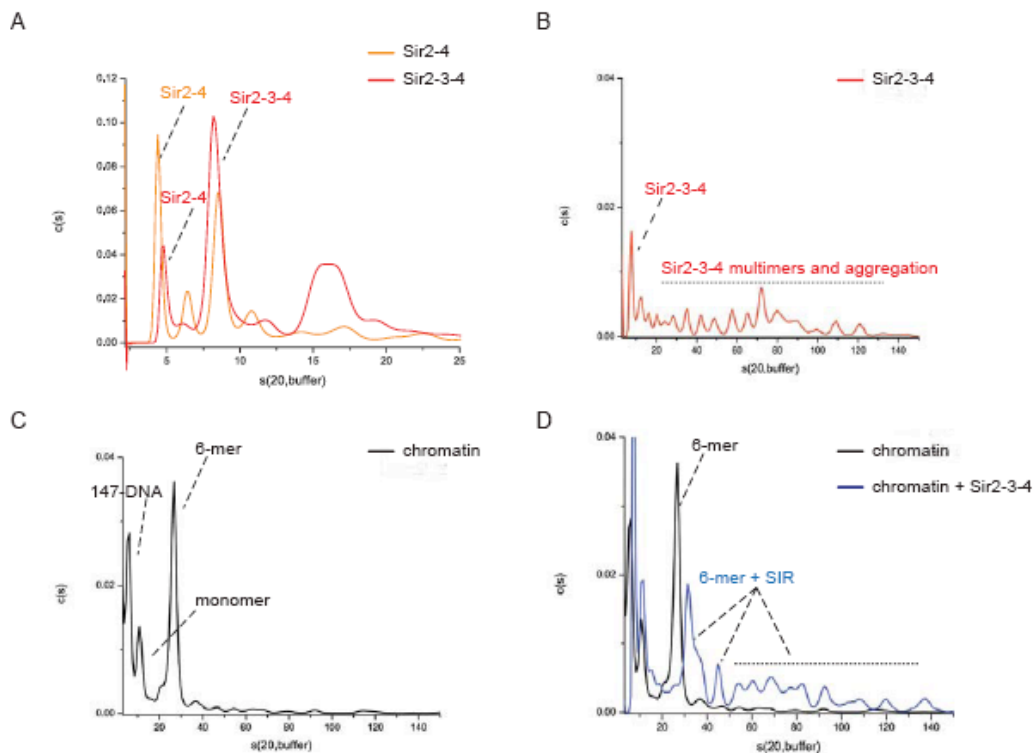 A
Sir2-4
Sir2-3-4
0.12
0.10
0.08
0.06
0.04
0.02
0.00
c(s)
Sir2-4
Sir2-3-4
Sir2-4
5
10
15
20
25
s(20,buffer)
B
Sir2-3-4
0.04
0.02
0.00
c(s)
Sir2-3-4
Sir2-3-4 multimers and aggregation
20
40
60
80
100
120
140
s(20,buffer)
C
6-mer
chromatin
0.04
0.02
0.00
c(s)
147-DNA
monomer
20
40
60
80
100
120
140
s(20,buffer)
D
chromatin
chromatin + Sir2-3-4
0.04
0.02
0.00
c(s)
6-mer
6-mer + SIR
20
40
60
80
100
120
140
s(20,buffer)